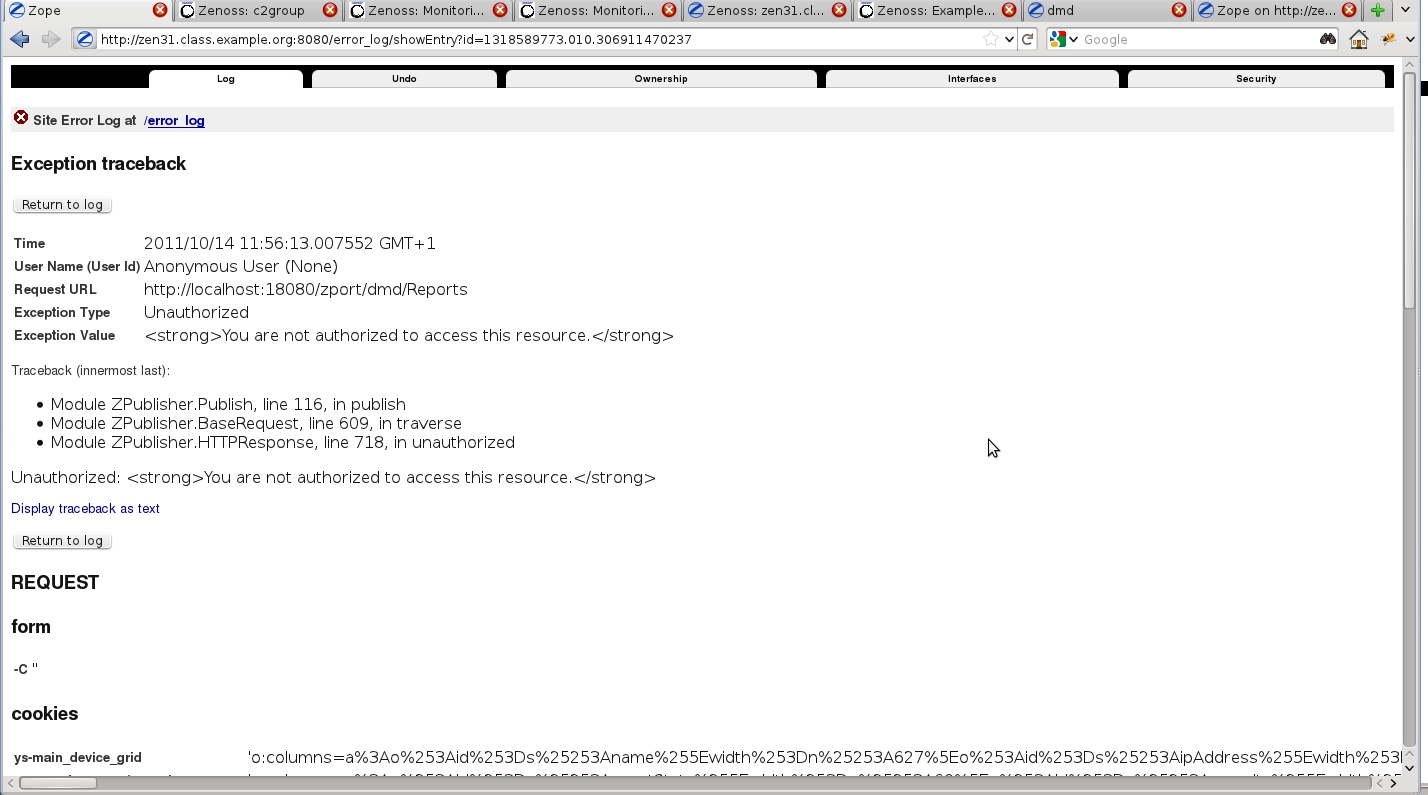 Zope Zenoss: c2group Zenoss: Monitori... Zenoss: Monitori... Zenoss: zen31.cl... Zenoss: Example... dmd Zope on http://ze...
http://zen31.class.example.org:8080/error_log/showEntry?id=1318589773.010.306911470237 Google
Log Undo Ownership Interfaces Security
Site Error Log at /error_log
Exception traceback
Return to log
Time 2011/10/14 11:56:13.007552 GMT+1
User Name (User Id) Anonymous User (None)
Request URL http://localhost:18080/zport/dmd/Reports
Exception Type Unauthorized
Exception Value <strong>You are not authorized to access this resource.</strong>
Traceback (innermost last):
• Module ZPublisher.Publish, line 116, in publish
• Module ZPublisher.BaseRequest, line 609, in traverse
• Module ZPublisher.HTTPResponse, line 718, in unauthorized
Unauthorized: <strong>You are not authorized to access this resource.</strong>
Display traceback as text
Return to log
REQUEST
form
-C ''
cookies
ys-main_device_grid 'o:columns=a%3Ao%253Aid%253Ds%25253Aname%255Ewidth%253Dn%25253A627%5Eo%253Aid%253Ds%25253AipAddress%255Ewidth%253